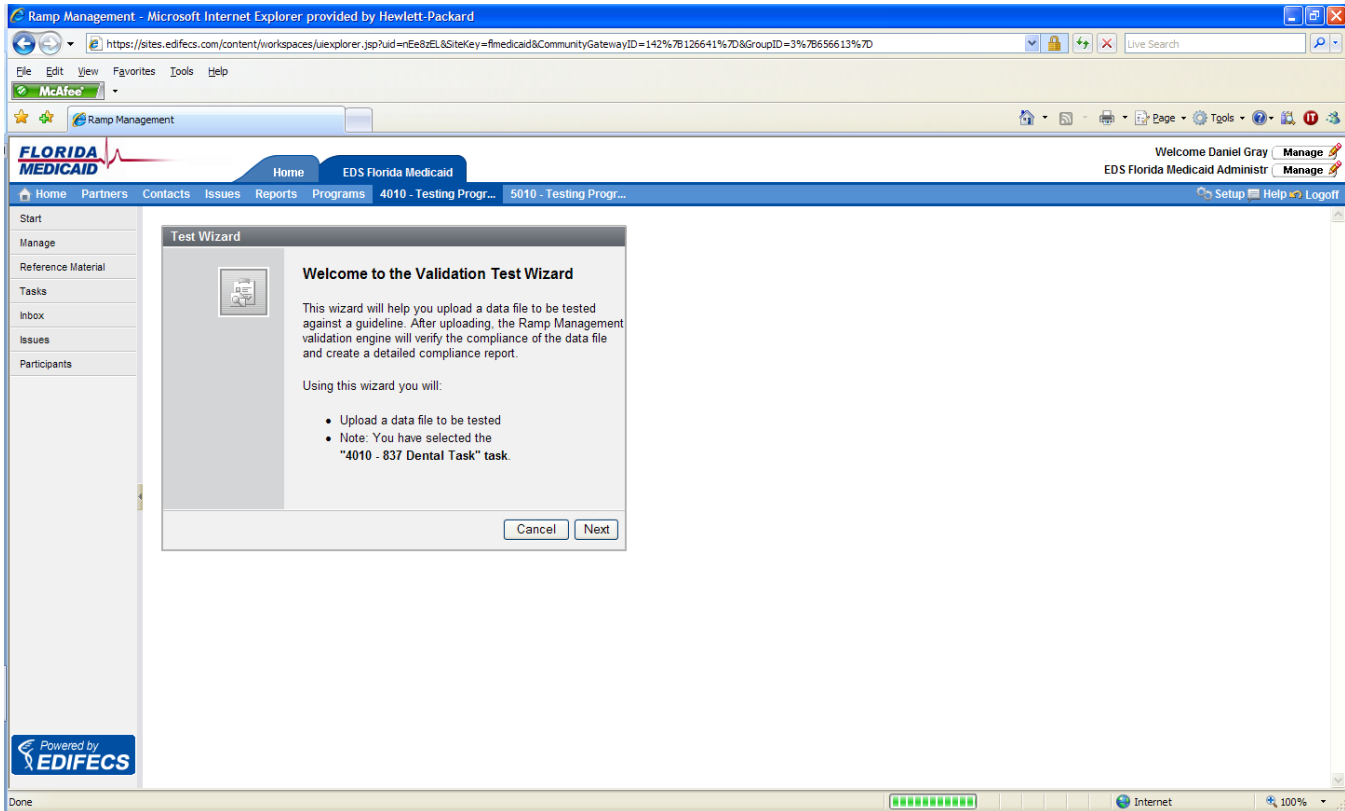 Ramp Management - Microsoft Internet Explorer provided by Hewlett-Packard
https://sites.edifecs.com/content/workspaces/uiexplorer.jsp?uid=nEe8zEL&SiteKey=flmedicaid&CommunityGatewayID=142%7B126641%7D&GroupID=3%7B656613%7D
Live Search
File Edit View Favorites Tools Help
McAfee
Ramp Management
Page Tools
FLORIDA
MEDICAID
Home EDS Florida Medicaid
Welcome Daniel Gray Manage
EDS Florida Medicaid Administr Manage
Home Partners Contacts Issues Reports Programs 4010 - Testing Progr... 5010 - Testing Progr...
Setup Help Logoff
Start
Manage
Reference Material
Tasks
Inbox
Issues
Participants
Test Wizard
Welcome to the Validation Test Wizard
This wizard will help you upload a data file to be tested
against a guideline. After uploading, the Ramp Management
validation engine will verify the compliance of the data file
and create a detailed compliance report.
Using this wizard you will:
• Upload a data file to be tested
• Note: You have selected the
"4010 - 837 Dental Task" task.
Cancel Next
Powered by
EDIFECS
Done
Internet
100%